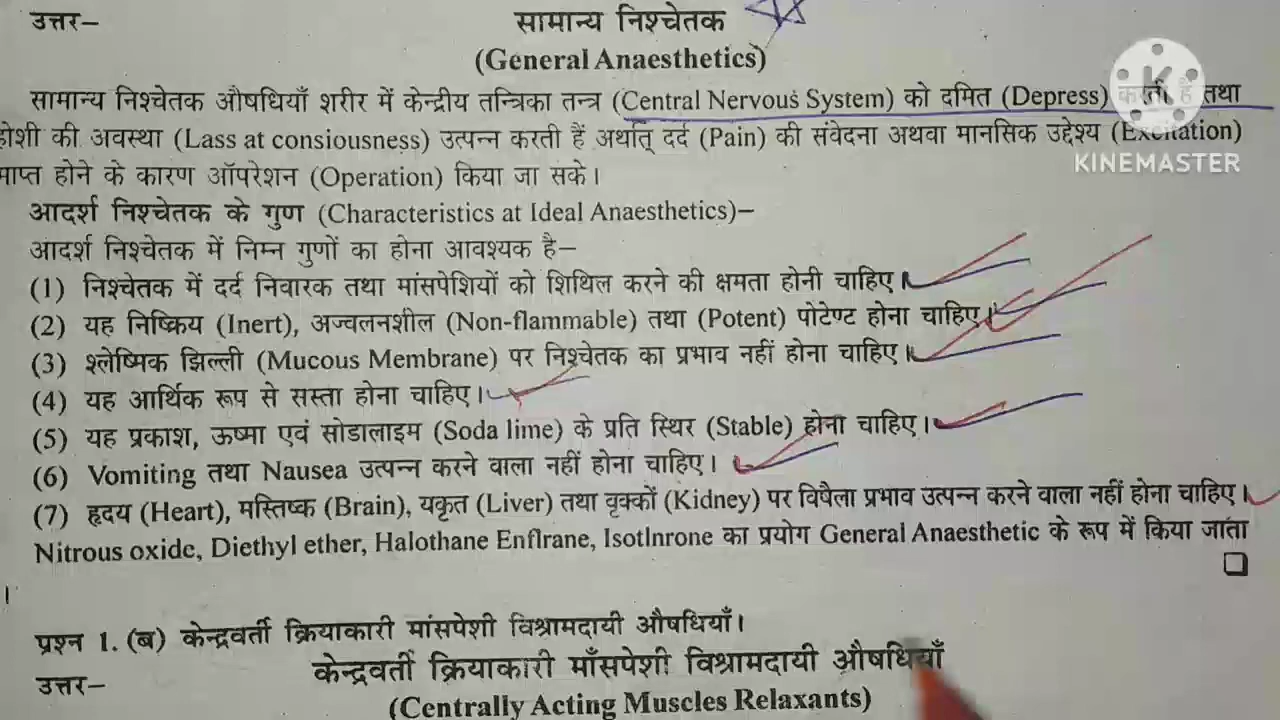 उत्तर–
सामान्य निश्चेतक
(General Anaesthetics)
सामान्य निश्चेतक औषधियाँ शरीर में केन्द्रीय तन्त्रिका तन्त्र (Central Nervous System) को दमित (Depress) करती हैं तथा
होशी की अवस्था (Lass at consiousness) उत्पन्न करती हैं अर्थात् दर्द (Pain) की संवेदना अथवा मानसिक उद्देश्य (Excitation)
माप्त होने के कारण ऑपरेशन (Operation) किया जा सके।
KINEMASTER
आदर्श निश्चेतक के गुण (Characteristics at Ideal Anaesthetics)–
आदर्श निश्चेतक में निम्न गुणों का होना आवश्यक है–
(1) निश्चेतक में दर्द निवारक तथा मांसपेशियों को शिथिल करने की क्षमता होनी चाहिए।
(2) यह निष्क्रिय (Inert), अज्वलनशील (Non-flammable) तथा (Potent) पोटेण्ट होना चाहिए।
(3) श्लेष्मिक झिल्ली (Mucous Membrane) पर निश्चेतक का प्रभाव नहीं होना चाहिए।
(4) यह आर्थिक रूप से सस्ता होना चाहिए।
(5) यह प्रकाश, ऊष्मा एवं सोडालाइम (Soda lime) के प्रति स्थिर (Stable) होना चाहिए।
(6) Vomiting तथा Nausea उत्पन्न करने वाला नहीं होना चाहिए।
(7) हृदय (Heart), मस्तिष्क (Brain), यकृत (Liver) तथा वृक्कों (Kidney) पर विषैला प्रभाव उत्पन्न करने वाला नहीं होना चाहिए।
Nitrous oxide, Diethyl ether, Halothane Enflrane, Isotlnrone का प्रयोग General Anaesthetic के रूप में किया जाता
।
प्रश्न 1. (ब) केन्द्रवर्ती क्रियाकारी मांसपेशी विश्रामदायी औषधियाँ।
उत्तर–
केन्द्रवर्ती क्रियाकारी माँसपेशी विश्रामदायी औषधियाँ
(Centrally Acting Muscles Relaxants)